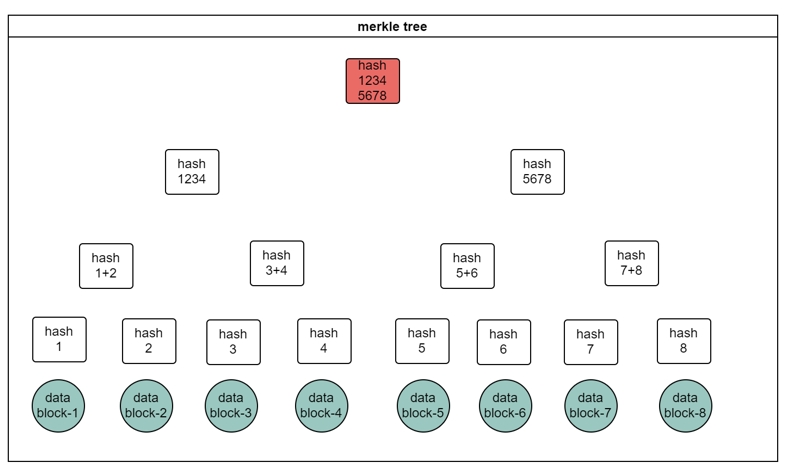 merkle tree
hash
1234
5678
hash
1234
hash
5678
hash
1+2
hash
3+4
hash
5+6
hash
7+8
hash
1
hash
2
hash
3
hash
4
hash
5
hash
6
hash
7
hash
8
data
block-1
data
block-2
data
block-3
data
block-4
data
block-5
data
block-6
data
block-7
data
block-8